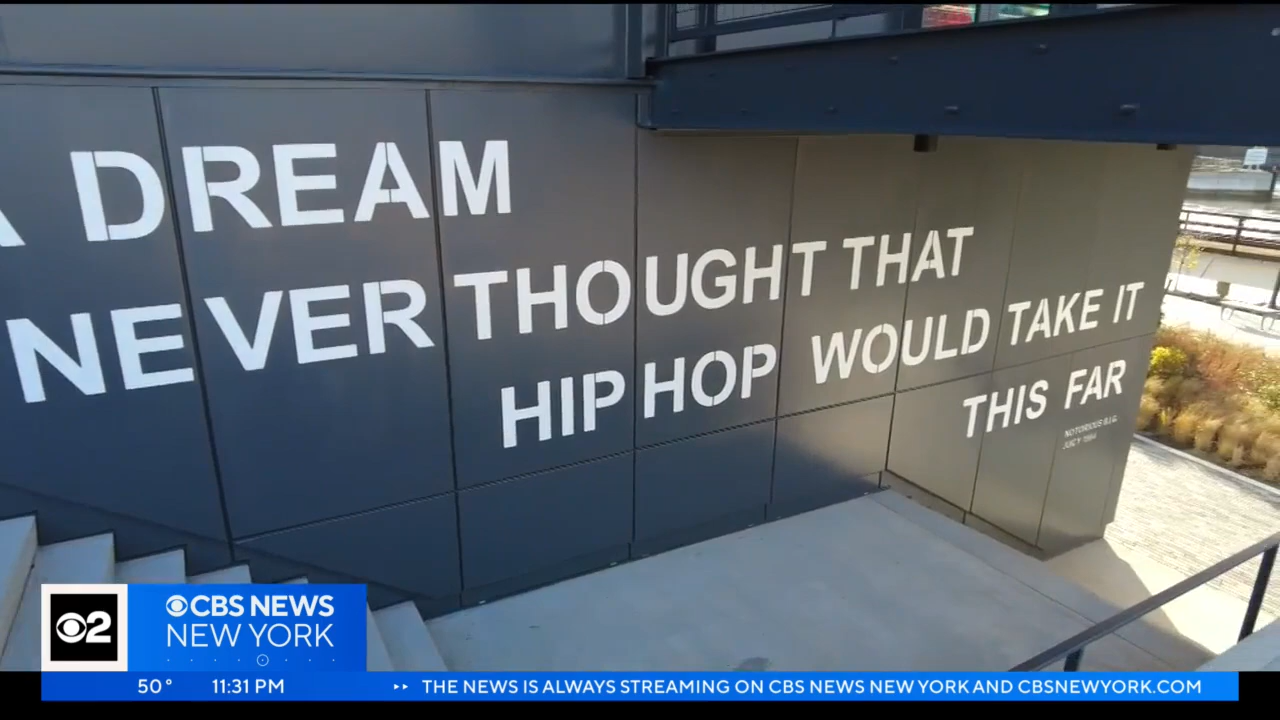 A DREAM
NEVER THOUGHT THAT
HIP HOP WOULD TAKE IT
THIS FAR
NOTORIOUS B.I.G.
JUICY 1994
2
CBS NEWS
NEW YORK
50° 11:31 PM THE NEWS IS ALWAYS STREAMING ON CBS NEWS NEW YORK AND CBSNEWYORK.COM